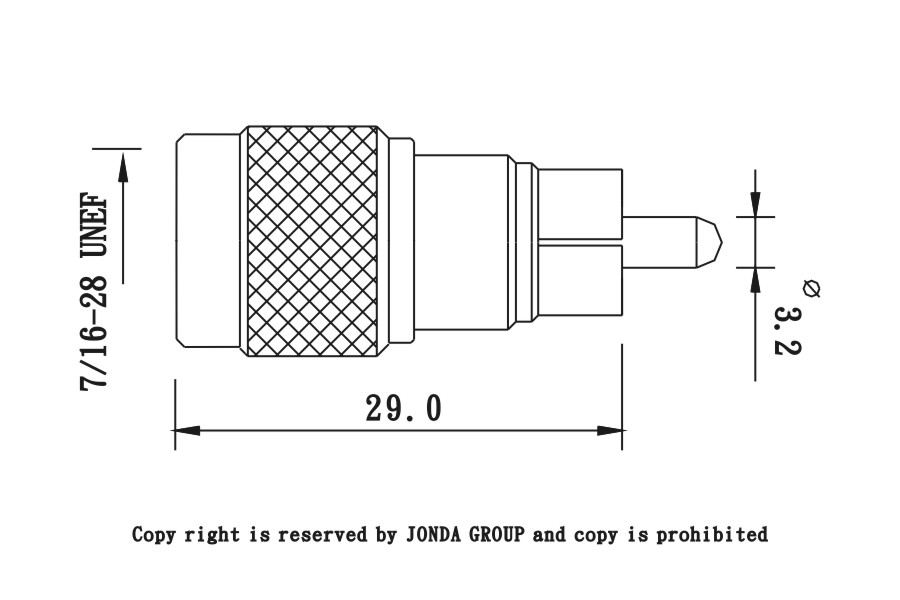 7/16-28 UNEF
29.0
⌀ 3.2
Copy right is reserved by JONDA GROUP and copy is prohibited